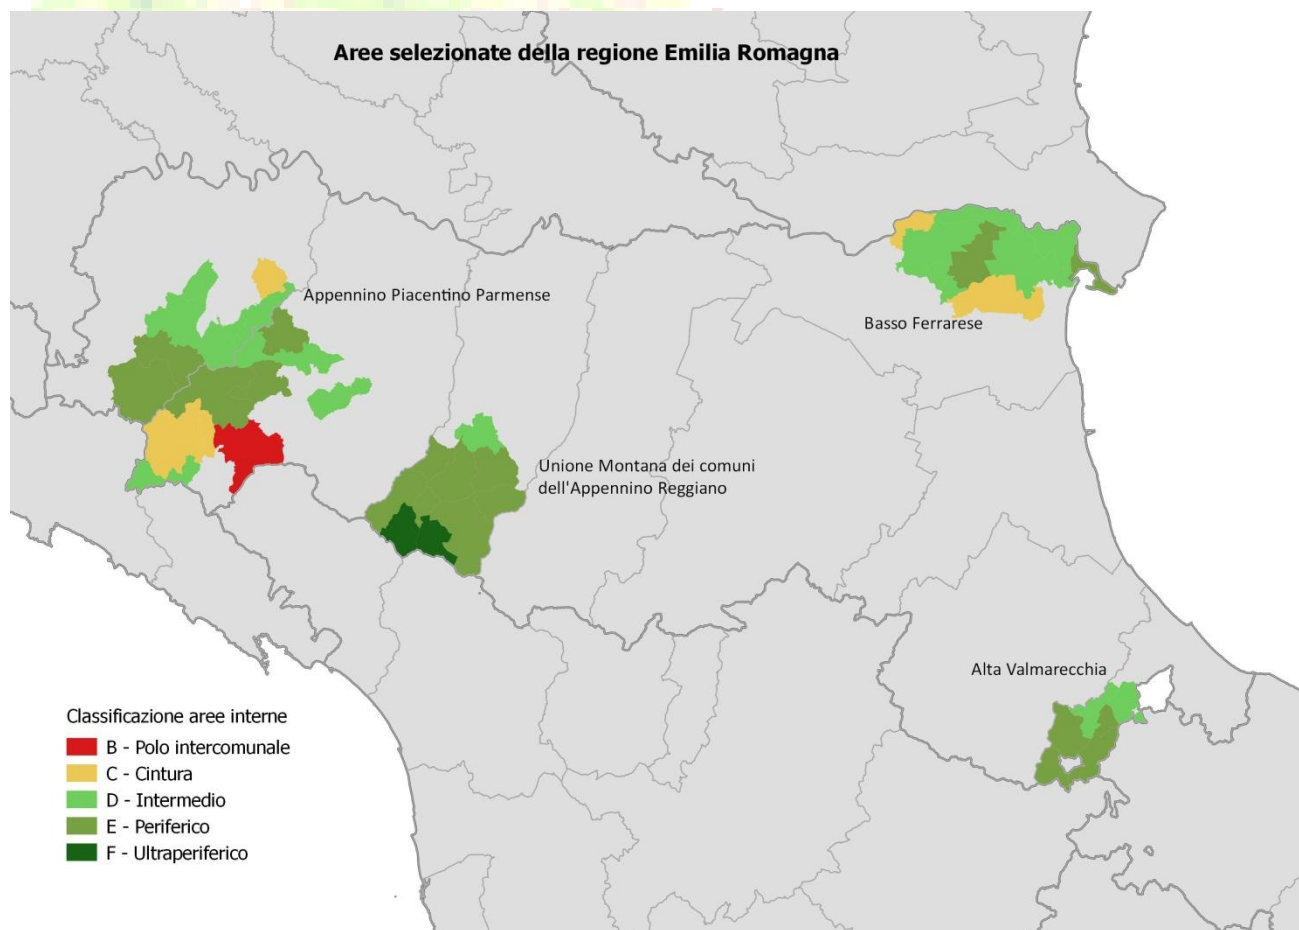 Aree selezionate della regione Emilia Romagna
Appennino Piacentino Parmense
Basso Ferrarese
Unione Montana dei comuni
dell'Appennino Reggiano
Alta Valmarecchia
Classificazione aree interne
B - Polo intercomunale
C - Cintura
D - Intermedio
E - Periferico
F - Ultraperiferico